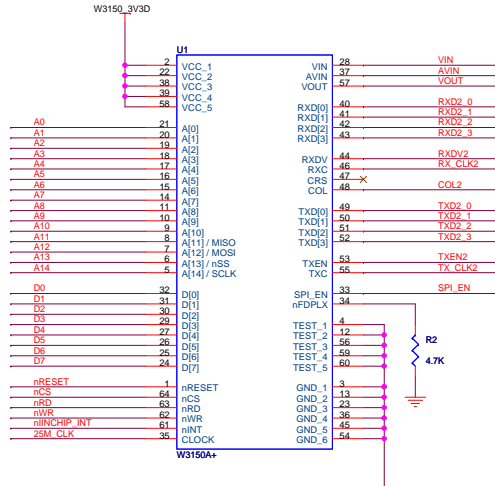 W3150_3V3D
U1
2 VCC_1 VIN 28 VIN
22 VCC_2 AVIN 37 AVIN
38 VCC_3 VOUT 57 VOUT
39 VCC_4
58 VCC_5 RXD[0] 40 RXD2_0
RXD[1] 41 RXD2_1
A0 21 A[0] RXD[2] 42 RXD2_2
A1 20 A[1] RXD[3] 43 RXD2_3
A2 19 A[2]
A3 18 A[3] RXDV 44 RXDV2
A4 17 A[4] RXC 46 RX_CLK2
A5 16 A[5] CRS 47
A6 15 A[6] COL 48 COL2
A7 14 A[7]
A8 11 A[8] TXD[0] 49 TXD2_0
A9 10 A[9] TXD[1] 50 TXD2_1
A10 9 A[10] TXD[2] 51 TXD2_2
A11 8 A[11] / MISO TXD[3] 52 TXD2_3
A12 7 A[12] / MOSI
A13 6 A[13] / nSS TXEN 53 TXEN2
A14 5 A[14] / SCLK TXC 55 TX_CLK2
D0 32 D[0] SPI_EN 33 SPI_EN
D1 31 D[1] nFDPLX 34
D2 30 D[2]
D3 29 D[3] TEST_1 4
D4 27 D[4] TEST_2 12
D5 26 D[5] TEST_3 56
D6 25 D[6] TEST_4 59
D7 24 D[7] TEST_5 60
R2
4.7K
nRESET 1 nRESET GND_1 3
nCS 64 nCS GND_2 13
nRD 63 nRD GND_3 23
nWR 62 nWR GND_4 36
nIINCHIP_INT 61 nINT GND_5 45
25M_CLK 35 CLOCK GND_6 54
W3150A+